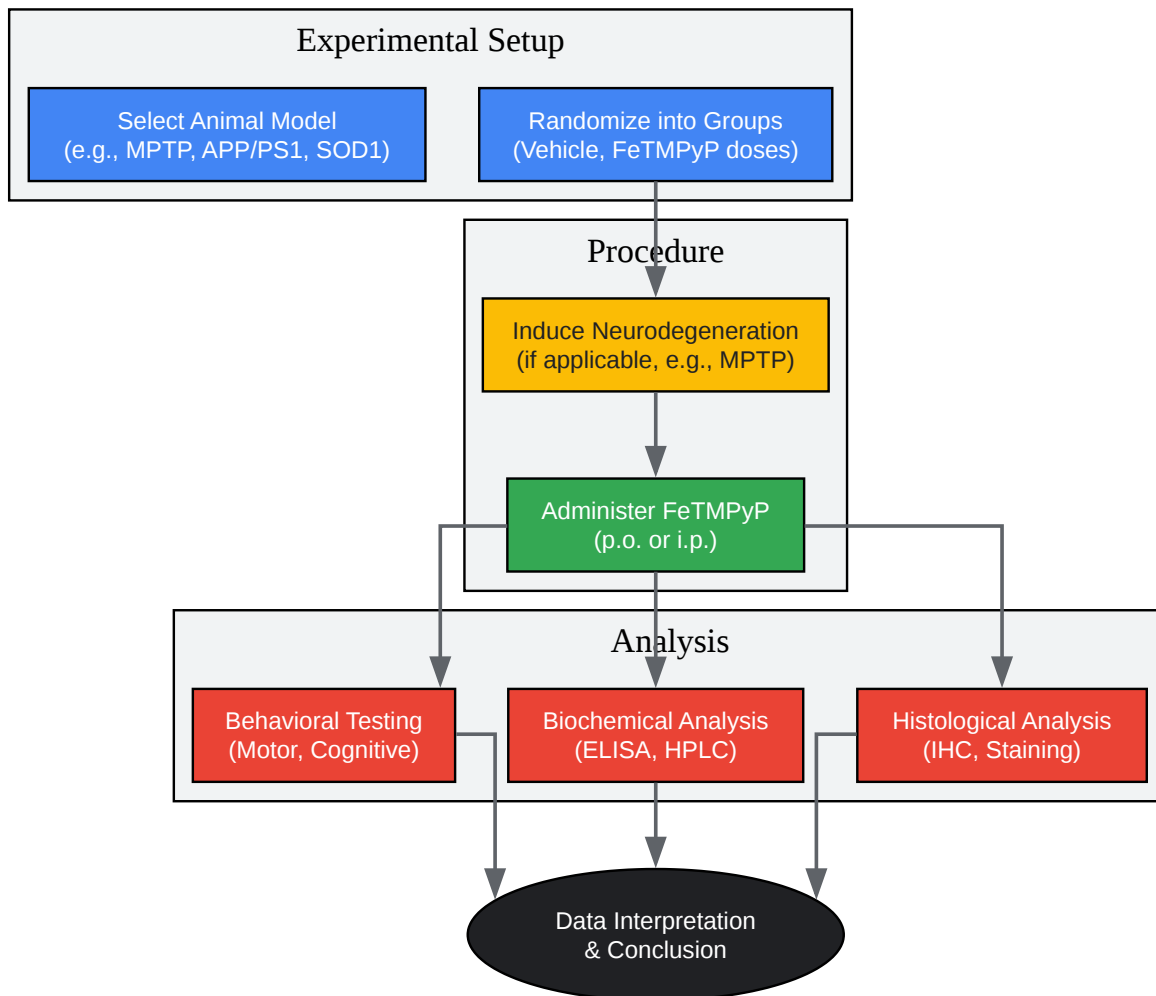 Experimental Setup
Select Animal Model
(e.g., MPTP, APP/PS1, SOD1)
Randomize into Groups
(Vehicle, FeTMPyP doses)
Procedure
Induce Neurodegeneration
(if applicable, e.g., MPTP)
Administer FeTMPyP
(p.o. or i.p.)
Analysis
Behavioral Testing
(Motor, Cognitive)
Biochemical Analysis
(ELISA, HPLC)
Histological Analysis
(IHC, Staining)
Data Interpretation
& Conclusion